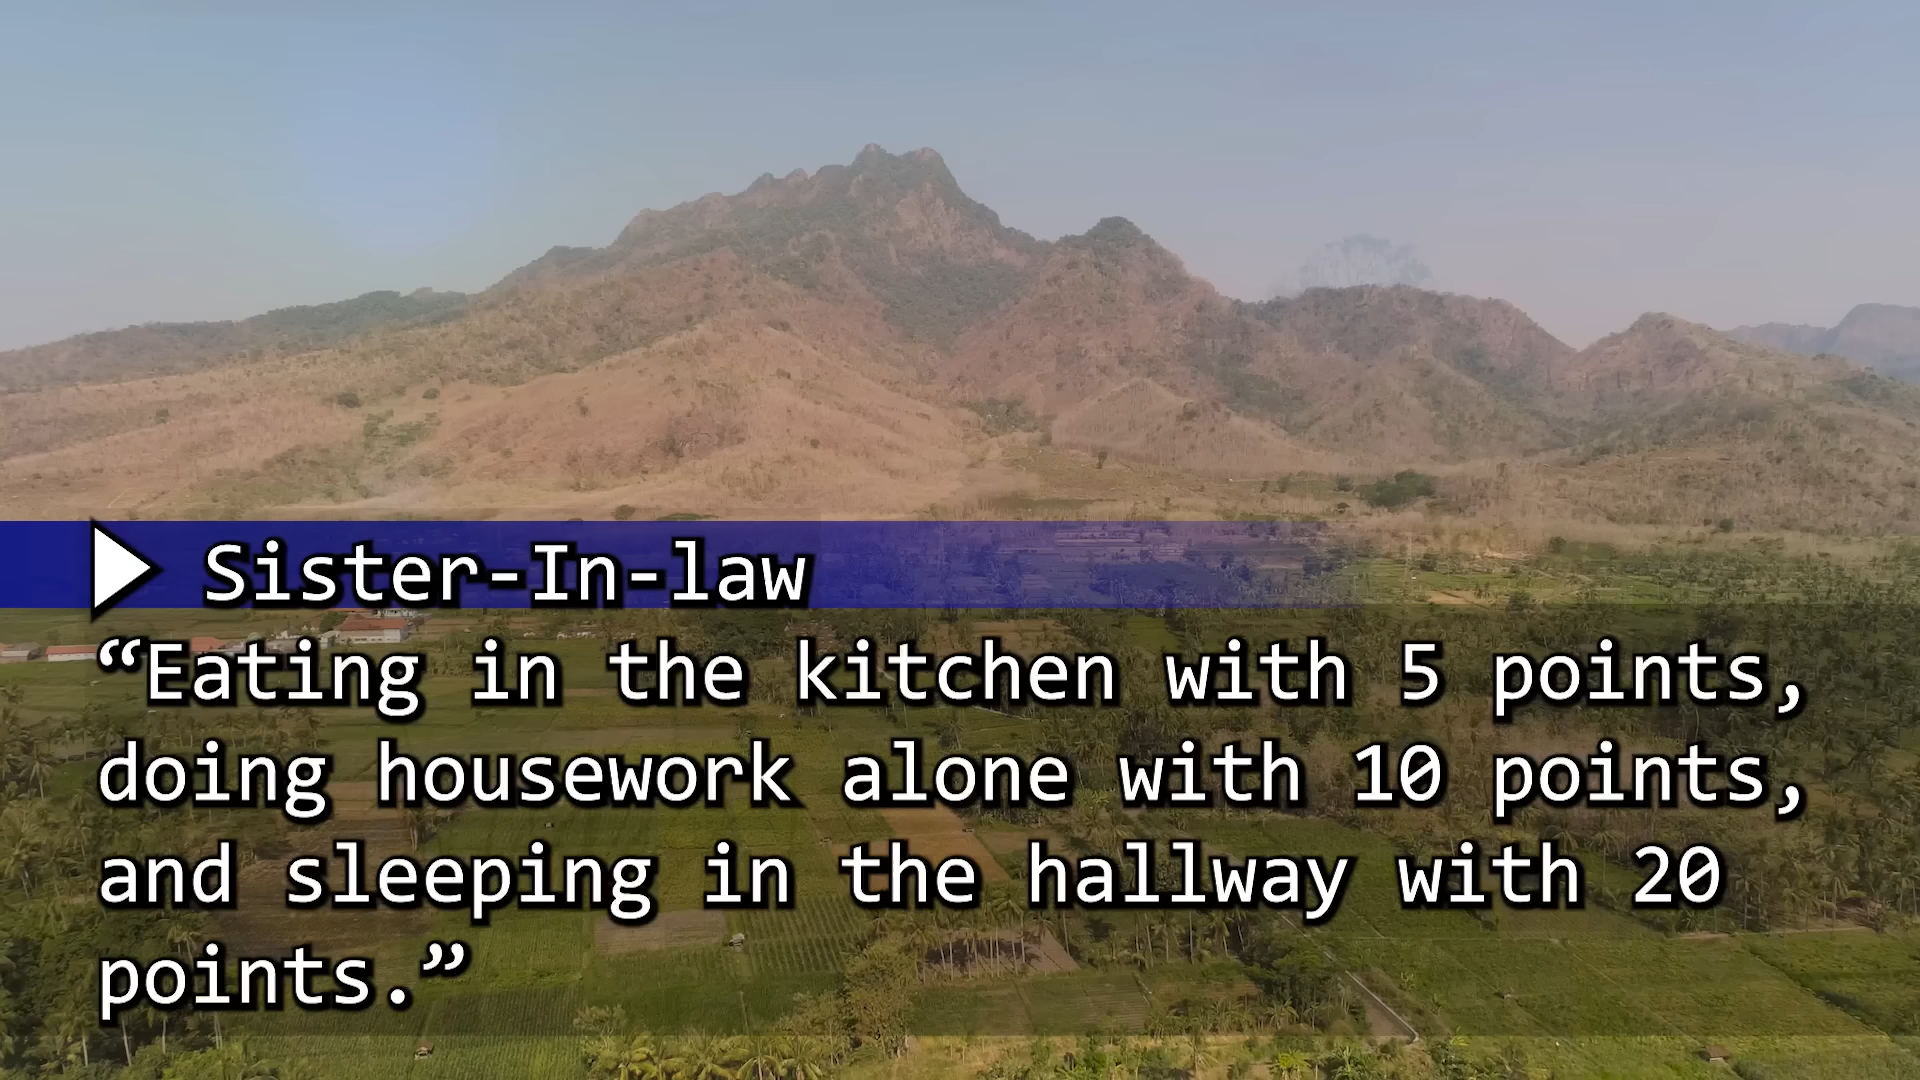 Sister-In-law
“Eating in the kitchen with 5 points,
doing housework alone with 10 points,
and sleeping in the hallway with 20
points.”